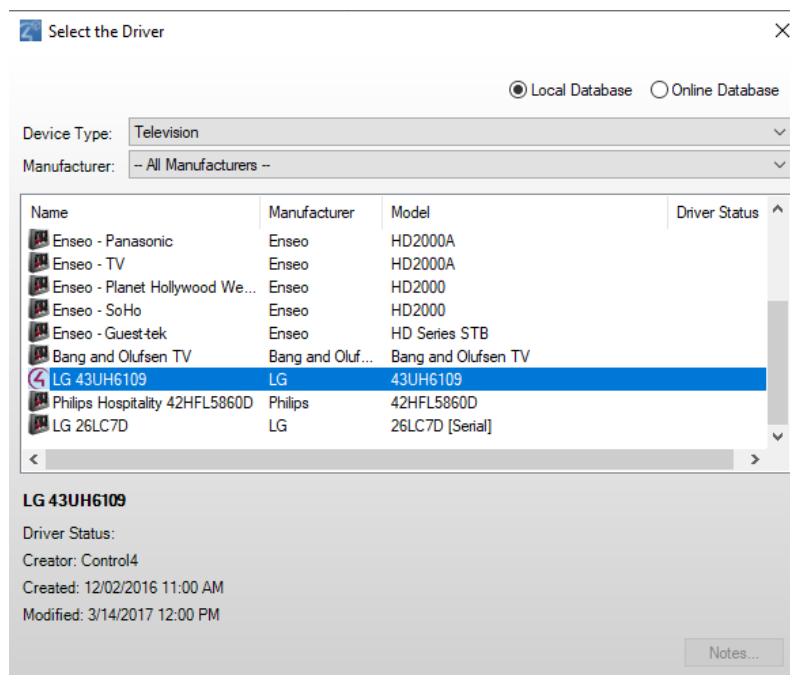 Select the Driver
Local Database Online Database
Device Type: Television
Manufacturer: -- All Manufacturers --
Name Manufacturer Model Driver Status
Enseo - Panasonic Enseo HD2000A
Enseo - TV Enseo HD2000A
Enseo - Planet Hollywood We... Enseo HD2000
Enseo - SoHo Enseo HD2000
Enseo - Guest-tek Enseo HD Series STB
Bang and Olufsen TV Bang and Oluf... Bang and Olufsen TV
LG 43UH6109 LG 43UH6109
Philips Hospitality 42HFL5860D Philips 42HFL5860D
LG 26LC7D LG 26LC7D [Serial]
LG 43UH6109
Driver Status:
Creator: Control4
Created: 12/02/2016 11:00 AM
Modified: 3/14/2017 12:00 PM
Notes...